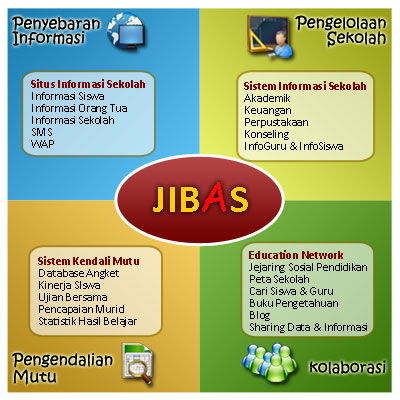 Penyebaran
Informasi
Situs Informasi Sekolah
Informasi Siswa
Informasi Orang Tua
Informasi Sekolah
SMS
WAP
Pengelolaan
Sekolah
Sistem Informasi Sekolah
Akademik
Keuangan
Perpustakaan
Konseling
InfoGuru & InfoSiswa
JIBAS
Sistem Kendali Mutu
Database Angket
Kinerja SIswa
Ujian Bersama
Pencapaian Murid
Statistik Hasil Belajar
Pengendalian
Mutu
Education Network
Jejaring Sosial Pendidikan
Peta Sekolah
Cari Siswa & Guru
Buku Pengetahuan
Blog
Sharing Data & Informasi
kolaborasi